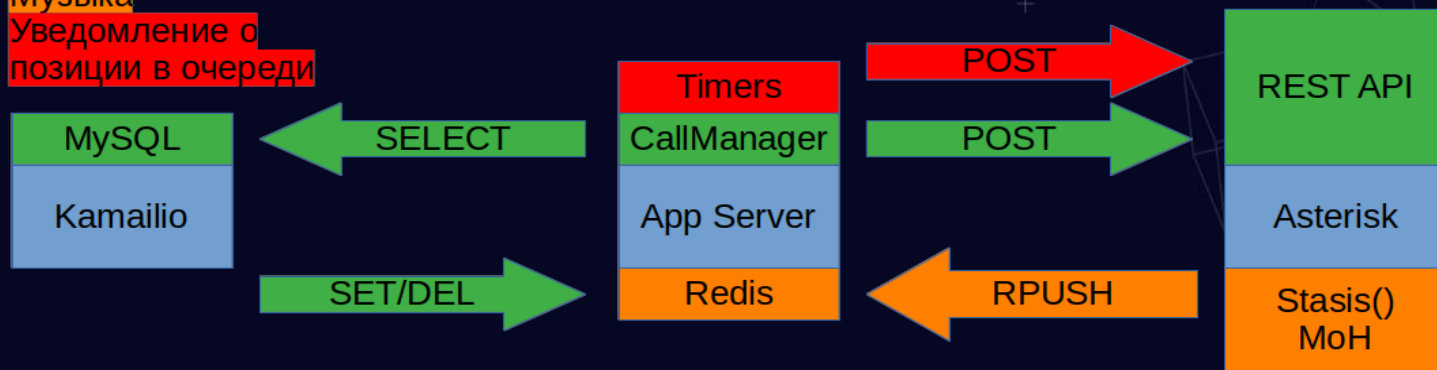 Музыка
Уведомление о
позиции в очереди
Timers
POST
REST API
MySQL
SELECT
CallManager
POST
Kamailio
App Server
Asterisk
SET/DEL
Redis
RPUSH
Stasis()
MoH